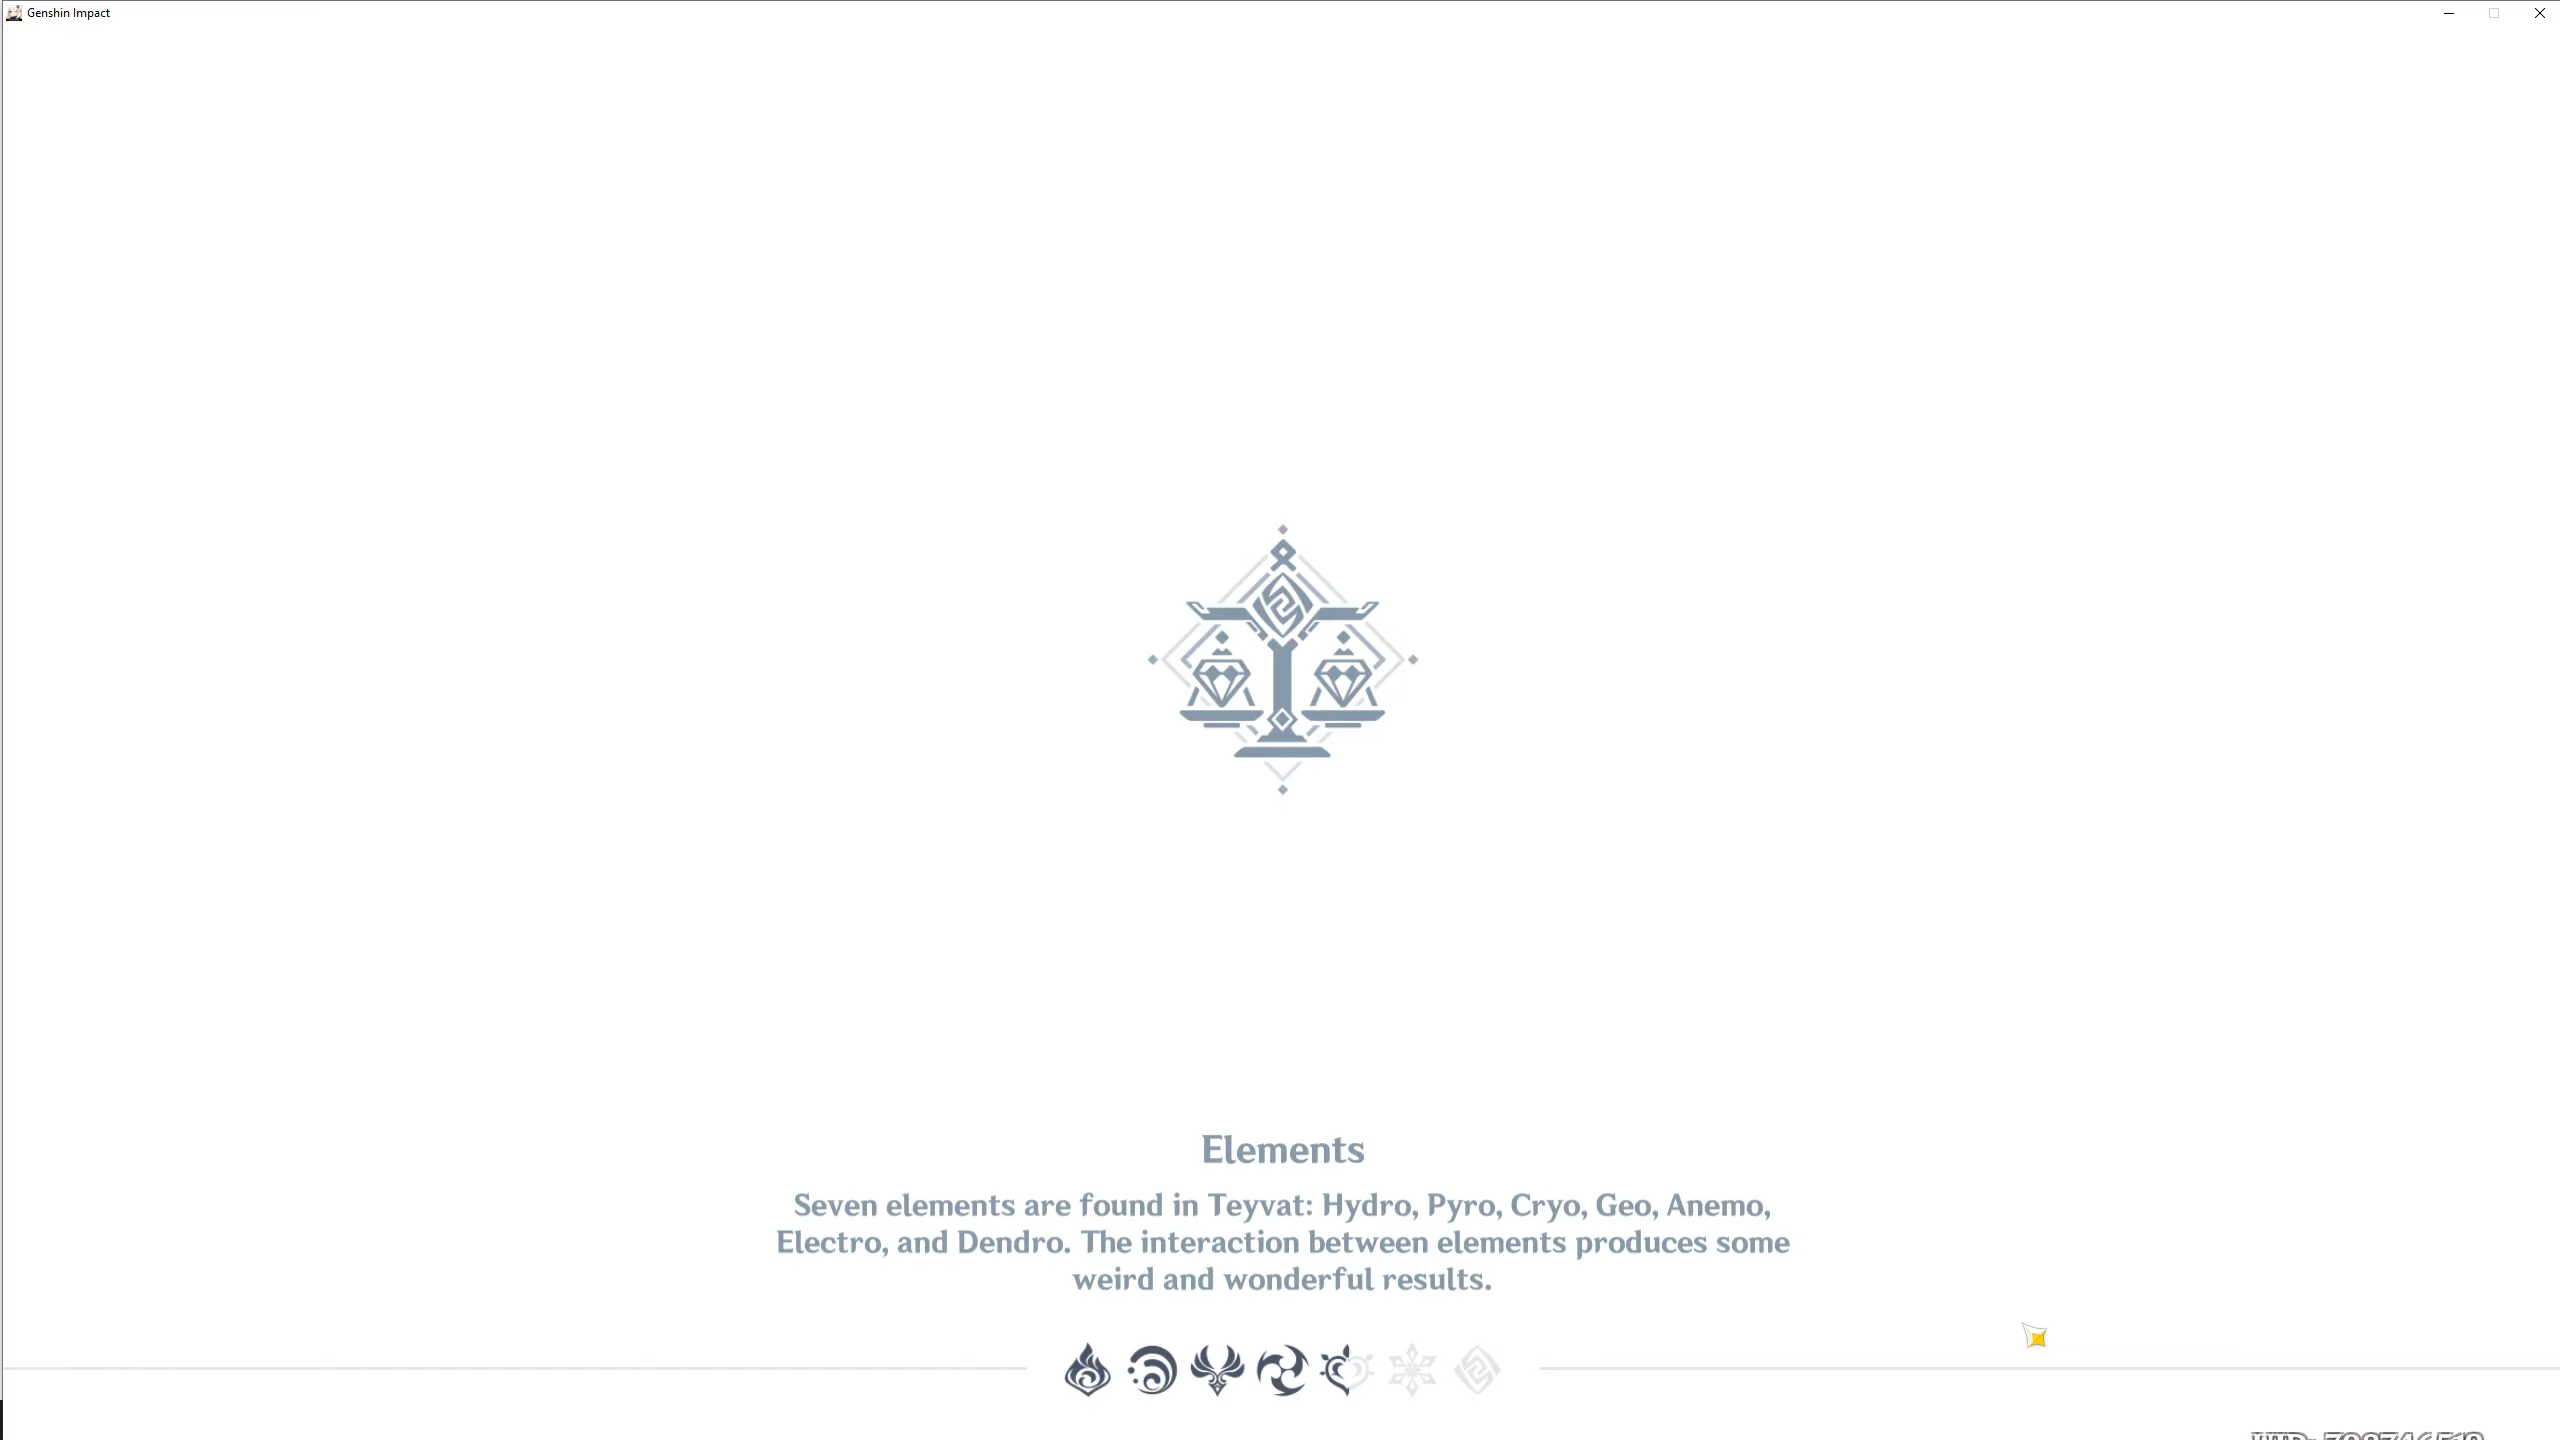 Genshin Impact
Elements
Seven elements are found in Teyvat: Hydro, Pyro, Cryo, Geo, Anemo,
Electro, and Dendro. The interaction between elements produces some
weird and wonderful results.